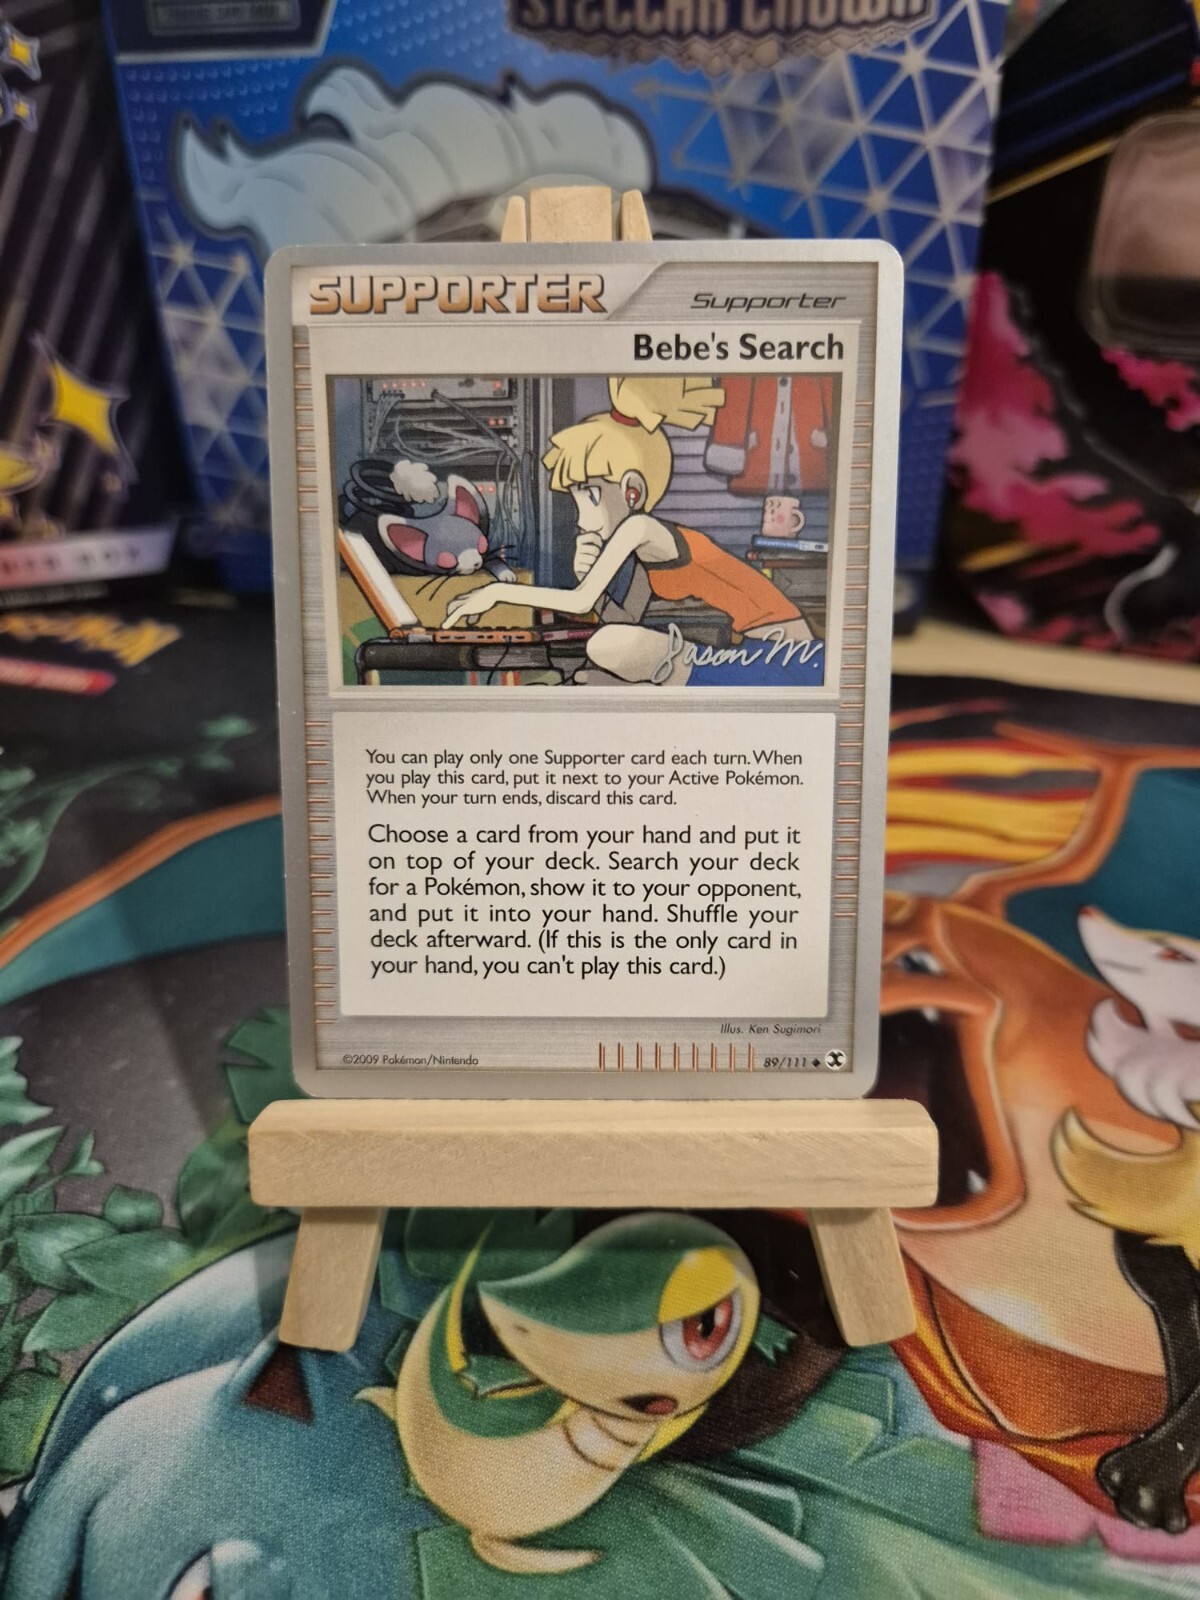 STELLAR CROWN
SUPPORTER
Supporter
Bebe's Search
Jason M.
You can play only one Supporter card each turn. When
you play this card, put it next to your Active Pokémon.
When your turn ends, discard this card.
Choose a card from your hand and put it
on top of your deck. Search your deck
for a Pokémon, show it to your opponent,
and put it into your hand. Shuffle your
deck afterward. (If this is the only card in
your hand, you can't play this card.)
Illus. Ken Sugimori
©2009 Pokémon/Nintendo
89/111